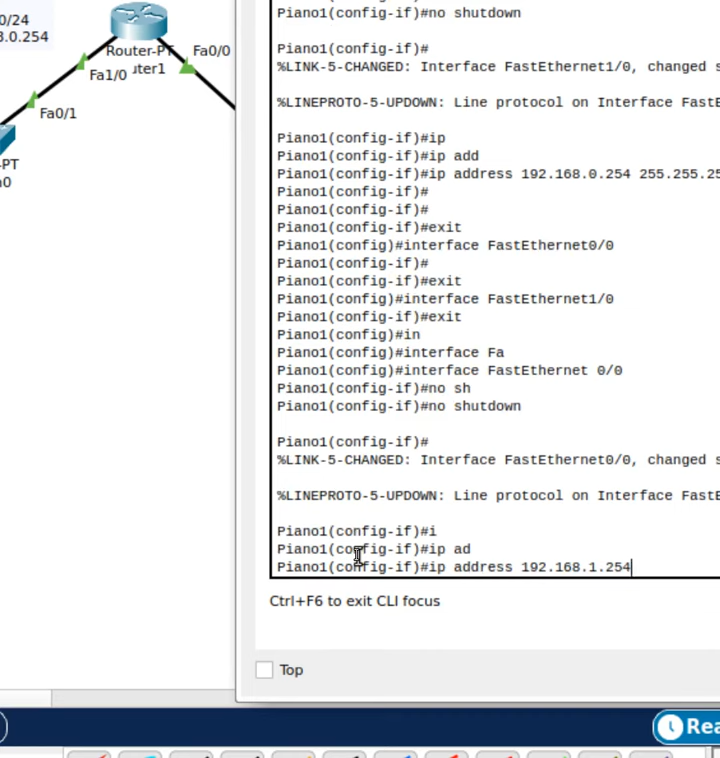 0/24
3.0.254
Router-PT
uter1
Fa0/0
Fa1/0
Fa0/1
-PT
n0
Piano1(config-if)#no shutdown
Piano1(config-if)#
%LINK-5-CHANGED: Interface FastEthernet1/0, changed s
%LINEPROTO-5-UPDOWN: Line protocol on Interface FastE
Piano1(config-if)#ip
Piano1(config-if)#ip add
Piano1(config-if)#ip address 192.168.0.254 255.255.25
Piano1(config-if)#
Piano1(config-if)#
Piano1(config-if)#exit
Piano1(config)#interface FastEthernet0/0
Piano1(config-if)#
Piano1(config-if)#exit
Piano1(config)#interface FastEthernet1/0
Piano1(config-if)#exit
Piano1(config)#in
Piano1(config)#interface Fa
Piano1(config)#interface FastEthernet 0/0
Piano1(config-if)#no sh
Piano1(config-if)#no shutdown
Piano1(config-if)#
%LINK-5-CHANGED: Interface FastEthernet0/0, changed s
%LINEPROTO-5-UPDOWN: Line protocol on Interface FastE
Piano1(config-if)#i
Piano1(config-if)#ip ad
Piano1(config-if)#ip address 192.168.1.254
Ctrl+F6 to exit CLI focus
Top
Rea